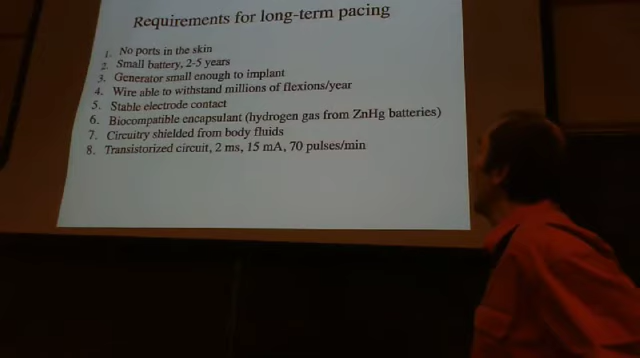 Requirements for long-term pacing
1. No ports in the skin
2. Small battery, 2-5 years
3. Generator small enough to implant
4. Wire able to withstand millions of flexions/year
5. Stable electrode contact
6. Biocompatible encapsulant (hydrogen gas from ZnHg batteries)
7. Circuitry shielded from body fluids
8. Transistorized circuit, 2 ms, 15 mA, 70 pulses/min